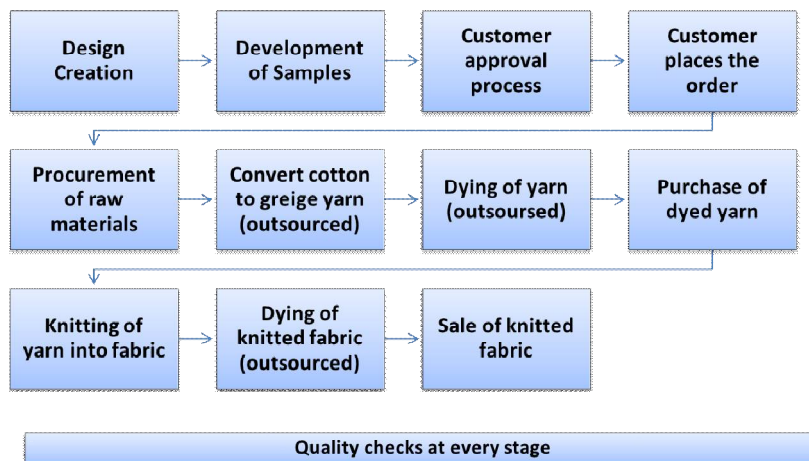 Design
Creation
Development
of Samples
Customer
approval
process
Customer
places the
order
Procurement
of raw
materials
Convert cotton
to greige yarn
(outsourced)
Dying of yarn
(outsoursed)
Purchase of
dyed yarn
Knitting of
yarn into fabric
Dying of
knitted fabric
(outsourced)
Sale of knitted
fabric
Quality checks at every stage